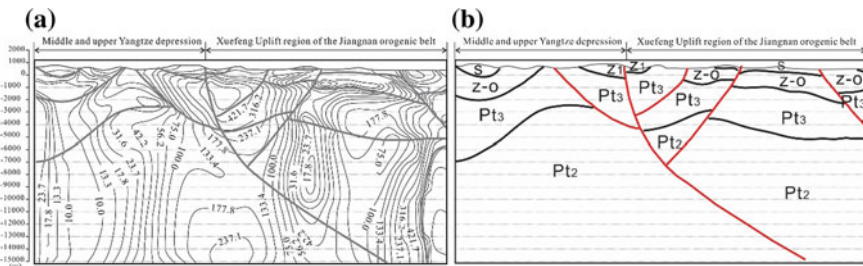 (a)
(b)
Middle and upper Yangtze depression
Xuefeng Uplift region of the Jiangnan orogenic belt
Middle and upper Yangtze depression
Xuefeng Uplift region of the Jiangnan orogenic belt
2000
1000
0
-1000
-2000
-3000
-4000
-5000
-6000
-7000
-8000
-9000
-10000
-11000
-12000
-13000
-14000
-15000
421.7
316.2
237.1
177.8
177.8
31.6
42.2
23.7
17.8
13.3
56.2
75.0
100.0
133.4
100.0
31.6
17.8
23.7
75.0
23.7
17.8
13.3
10.0
10.0
177.8
237.1
133.4
100.0
316.2
133.4
237.1
421.7
S
Z1
Z1
S
Z-O
Z-O
Z-O
Pt3
Pt3
Pt3
Pt3
Pt3
Pt3
Pt2
Pt2
Pt2